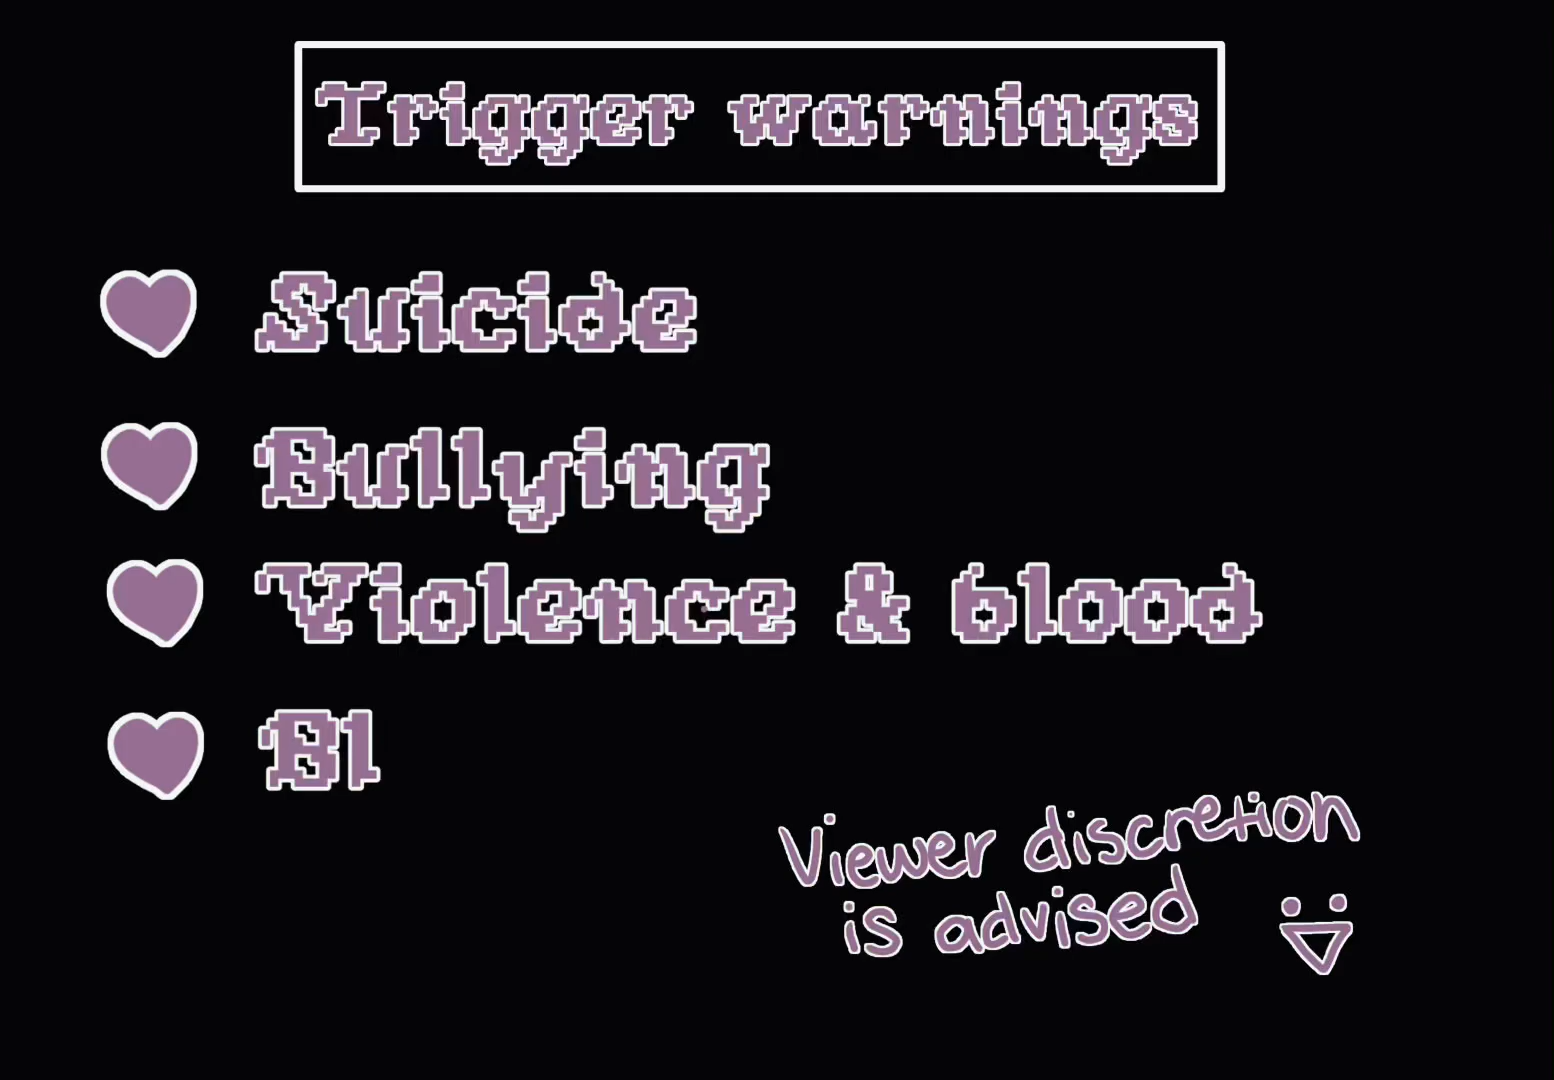 Trigger warnings
Suicide
Bullying
Violence & blood
Bl
Viewer discretion
is advised